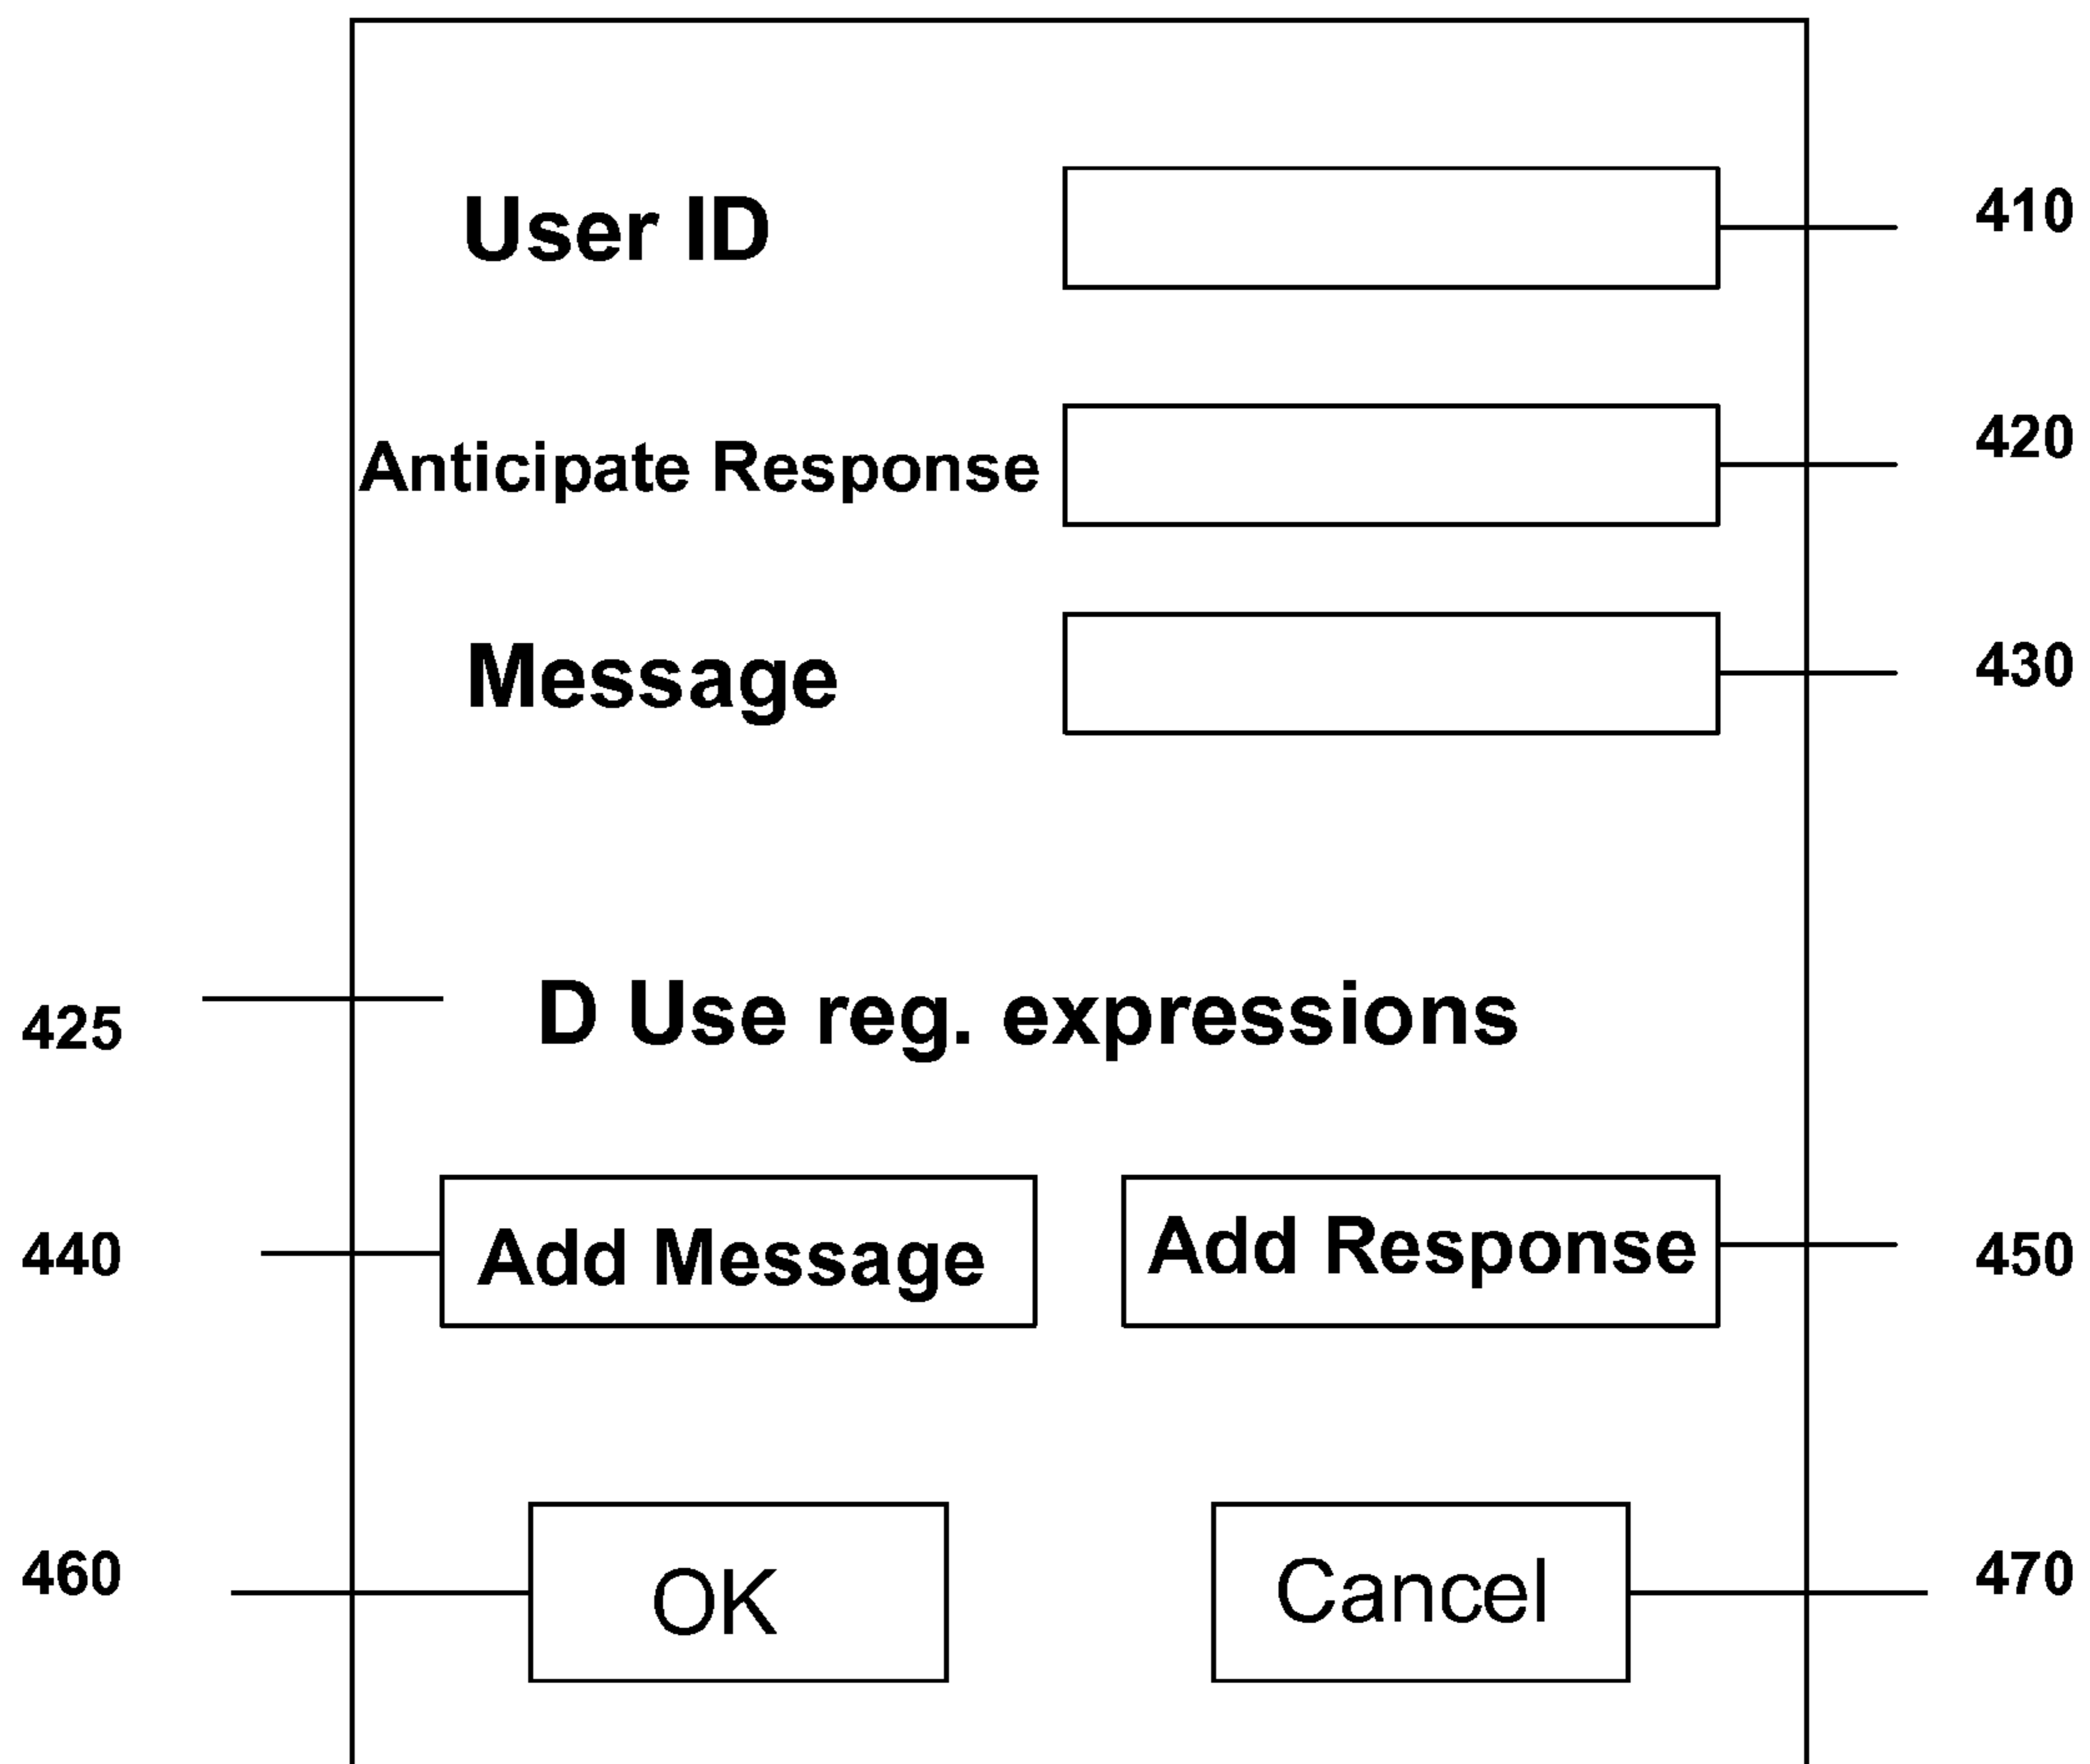 User ID 410
Anticipate Response 420
Message 430
425 D Use reg. expressions
440 Add Message Add Response 450
460 OK Cancel 470